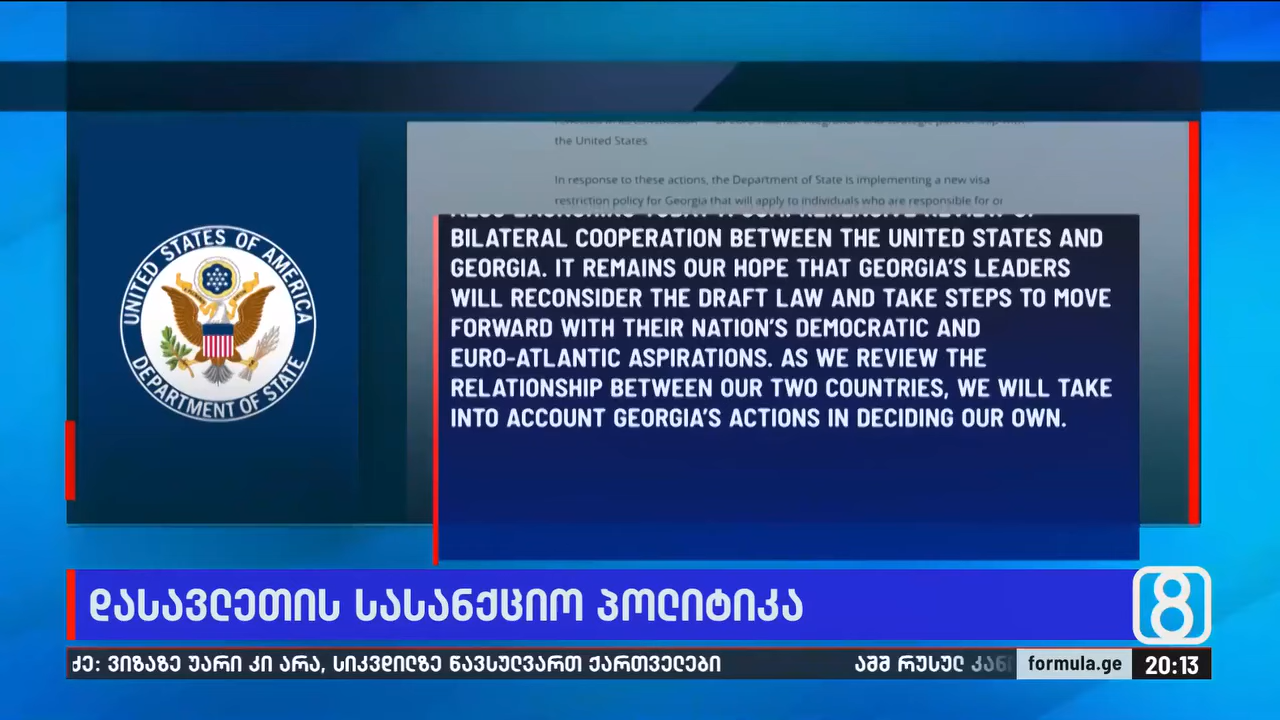 the United States
In response to these actions, the Department of State is implementing a new visa
restriction policy for Georgia that will apply to individuals who are responsible for or
BILATERAL COOPERATION BETWEEN THE UNITED STATES AND
GEORGIA. IT REMAINS OUR HOPE THAT GEORGIA'S LEADERS
WILL RECONSIDER THE DRAFT LAW AND TAKE STEPS TO MOVE
FORWARD WITH THEIR NATION'S DEMOCRATIC AND
EURO-ATLANTIC ASPIRATIONS. AS WE REVIEW THE
RELATIONSHIP BETWEEN OUR TWO COUNTRIES, WE WILL TAKE
INTO ACCOUNT GEORGIA'S ACTIONS IN DECIDING OUR OWN.
UNITED STATES OF AMERICA
DEPARTMENT OF STATE
დასავლეთის სასანქციო პოლიტიკა
ძე: ვიზაზე უარი კი არა, სიკვდილზე წავსულვართ ქართველები
აშშ რუსულ
formula.ge
20:13